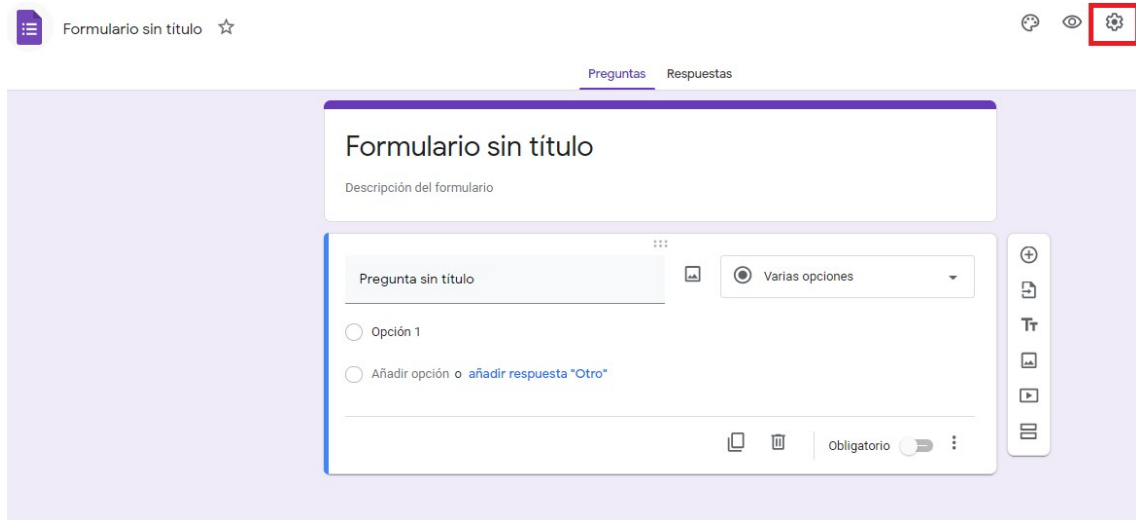 Formulario sin título
Preguntas Respuestas
Formulario sin título
Descripción del formulario
Pregunta sin título
Varias opciones
Opción 1
Añadir opción o añadir respuesta "Otro"
Obligatorio
Tт